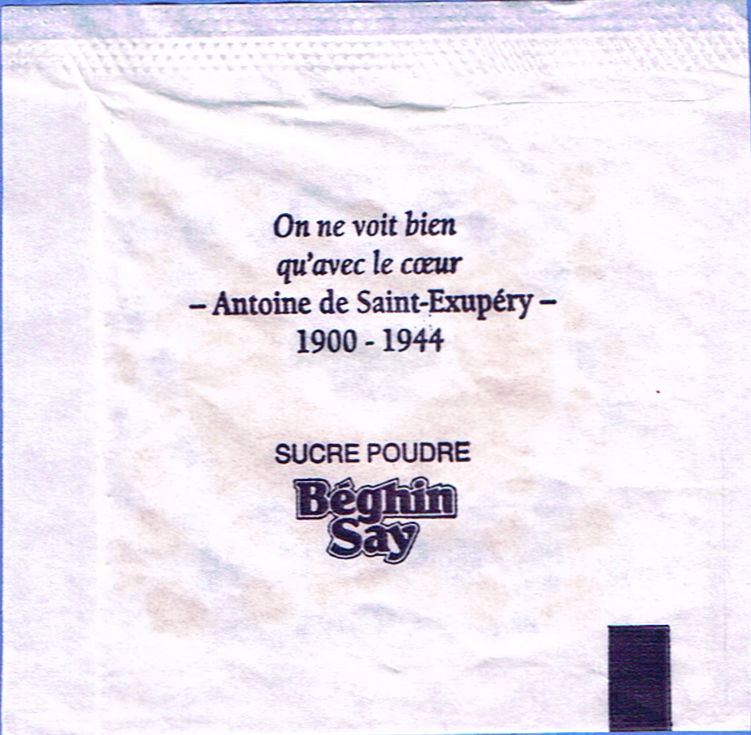 On ne voit bien
qu'avec le cœur
– Antoine de Saint-Exupéry –
1900 - 1944
SUCRE POUDRE
Béghin
Say